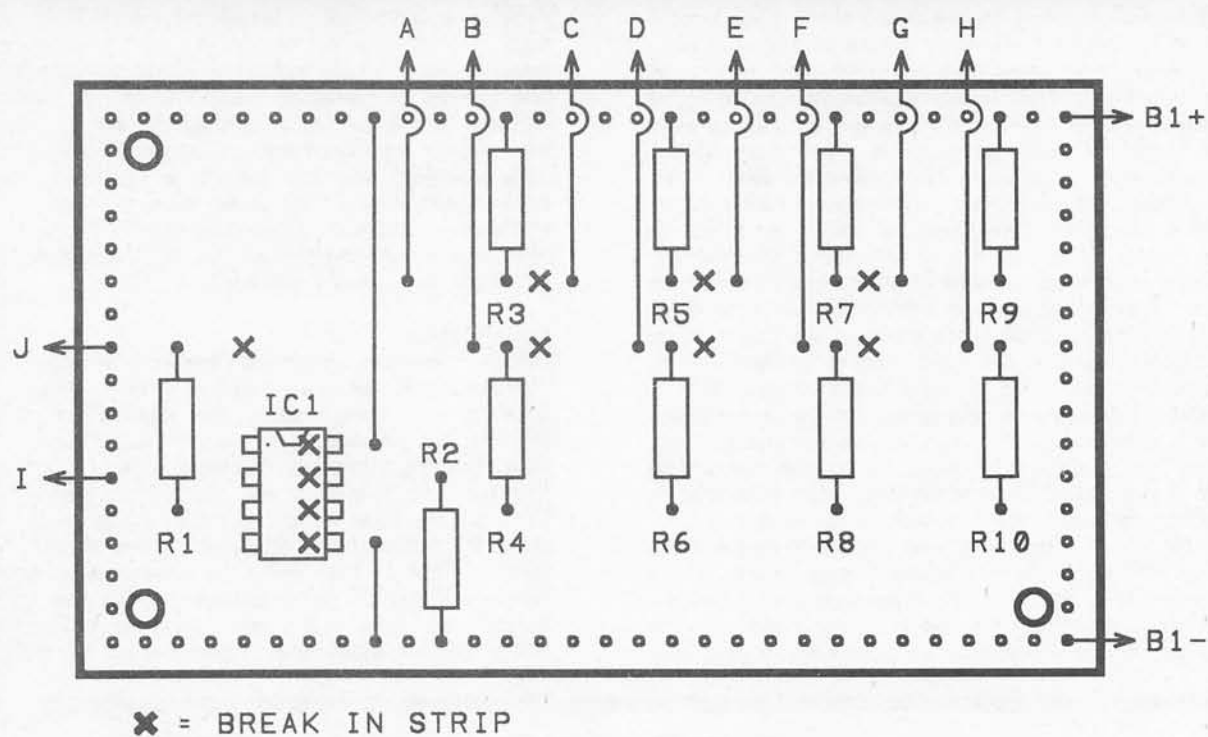 A B C D E F G H
B1+
R3 R5 R7 R9
J
IC1
R2
I
R1 R4 R6 R8 R10
B1-
X = BREAK IN STRIP